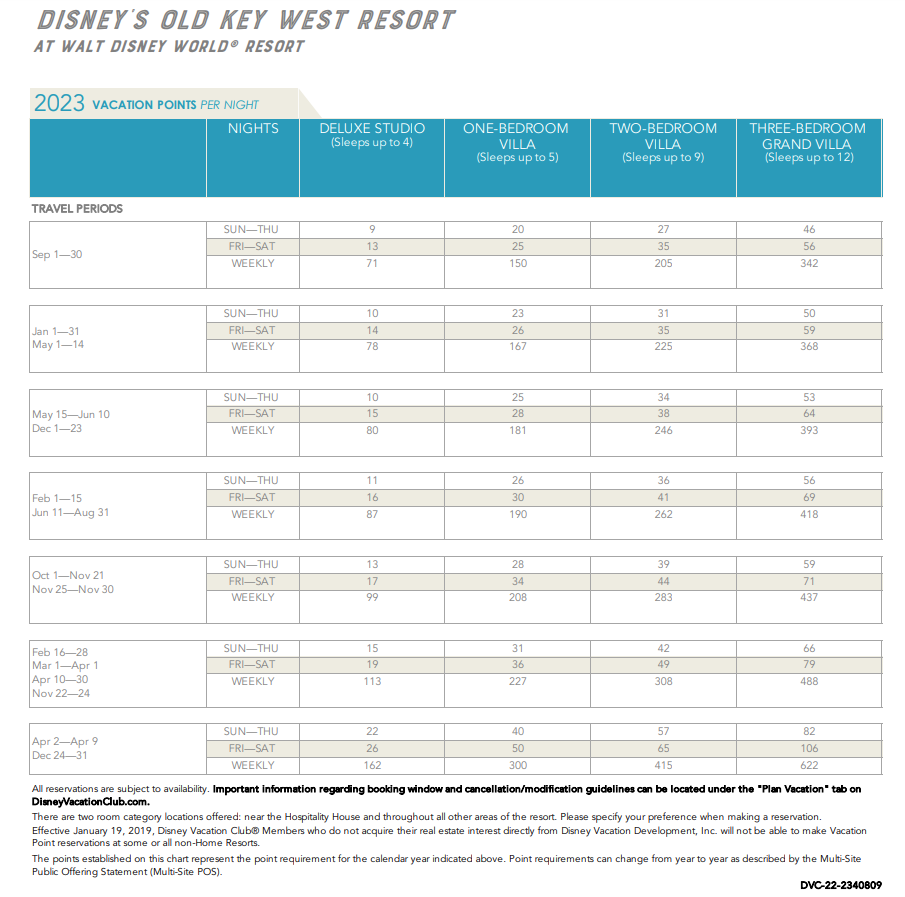 DISNEY'S OLD KEY WEST RESORT
AT WALT DISNEY WORLD® RESORT
2023 VACATION POINTS PER NIGHT
NIGHTS DELUXE STUDIO ONE-BEDROOM TWO-BEDROOM THREE-BEDROOM
(Sleeps up to 4) VILLA VILLA GRAND VILLA
(Sleeps up to 5) (Sleeps up to 9) (Sleeps up to 12)
TRAVEL PERIODS
Sep 1—30
SUN—THU 9 20 27 46
FRI—SAT 13 25 35 56
WEEKLY 71 150 205 342
Jan 1—31
May 1—14
SUN—THU 10 23 31 50
FRI—SAT 14 26 35 59
WEEKLY 78 167 225 368
May 15—Jun 10
Dec 1—23
SUN—THU 10 25 34 53
FRI—SAT 15 28 38 64
WEEKLY 80 181 246 393
Feb 1—15
Jun 11—Aug 31
SUN—THU 11 26 36 56
FRI—SAT 16 30 41 69
WEEKLY 87 190 262 418
Oct 1—Nov 21
Nov 25—Nov 30
SUN—THU 13 28 39 59
FRI—SAT 17 34 44 71
WEEKLY 99 208 283 437
Feb 16—28
Mar 1—Apr 1
Apr 10—30
Nov 22—24
SUN—THU 15 31 42 66
FRI—SAT 19 36 49 79
WEEKLY 113 227 308 488
Apr 2—Apr 9
Dec 24—31
SUN—THU 22 40 57 82
FRI—SAT 26 50 65 106
WEEKLY 162 300 415 622
All reservations are subject to availability. Important information regarding booking window and cancellation/modification guidelines can be located under the "Plan Vacation" tab on
DisneyVacationClub.com.
There are two room category locations offered: near the Hospitality House and throughout all other areas of the resort. Please specify your preference when making a reservation.
Effective January 19, 2019, Disney Vacation Club® Members who do not acquire their real estate interest directly from Disney Vacation Development, Inc. will not be able to make Vacation
Point reservations at some or all non-Home Resorts.
The points established on this chart represent the point requirement for the calendar year indicated above. Point requirements can change from year to year as described by the Multi-Site
Public Offering Statement (Multi-Site POS).
DVC-22-2340809